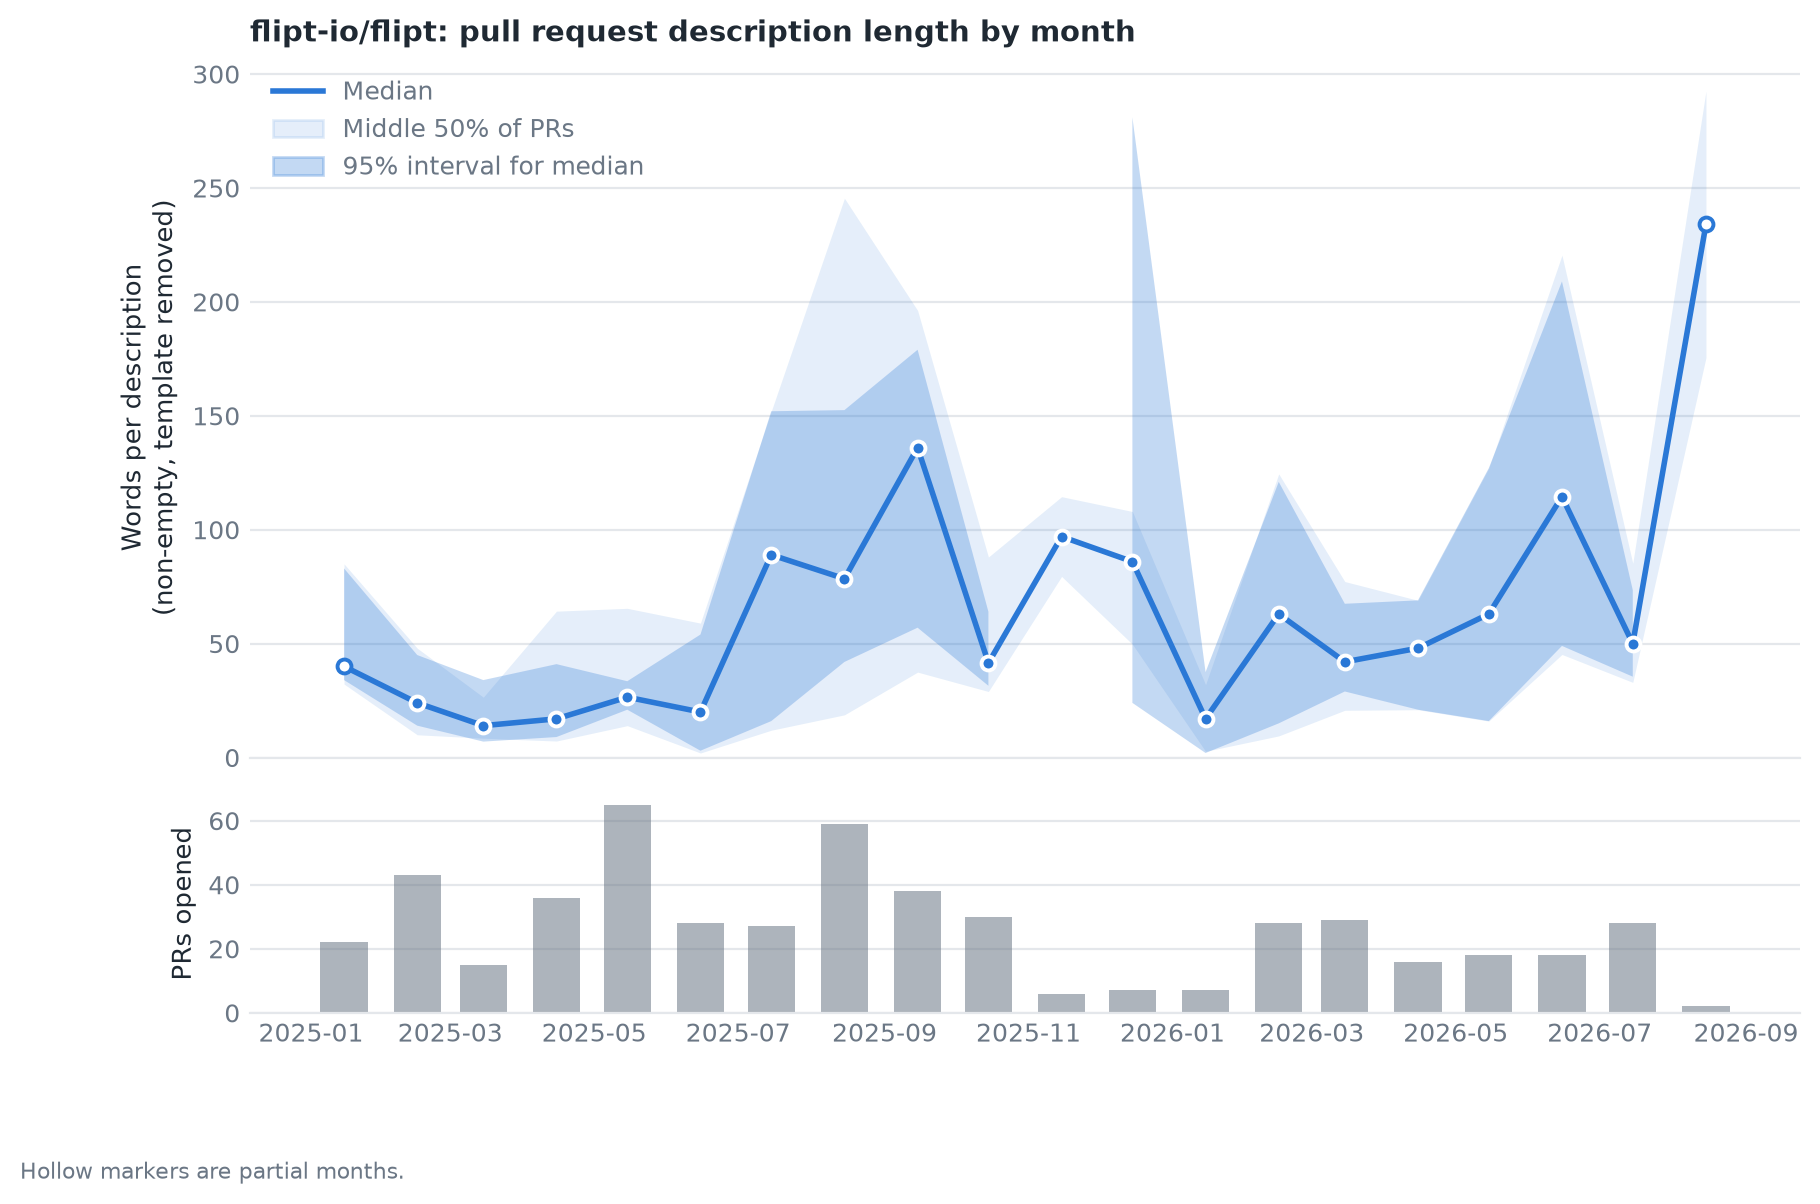 flipt-io/flipt: pull request description length by month
300
250
200
150
100
50
0
Words per description
(non-empty, template removed)
Median
Middle 50% of PRs
95% interval for median
PRs opened
60
40
20
0
2025-01
2025-03
2025-05
2025-07
2025-09
2025-11
2026-01
2026-03
2026-05
2026-07
2026-09
Hollow markers are partial months.